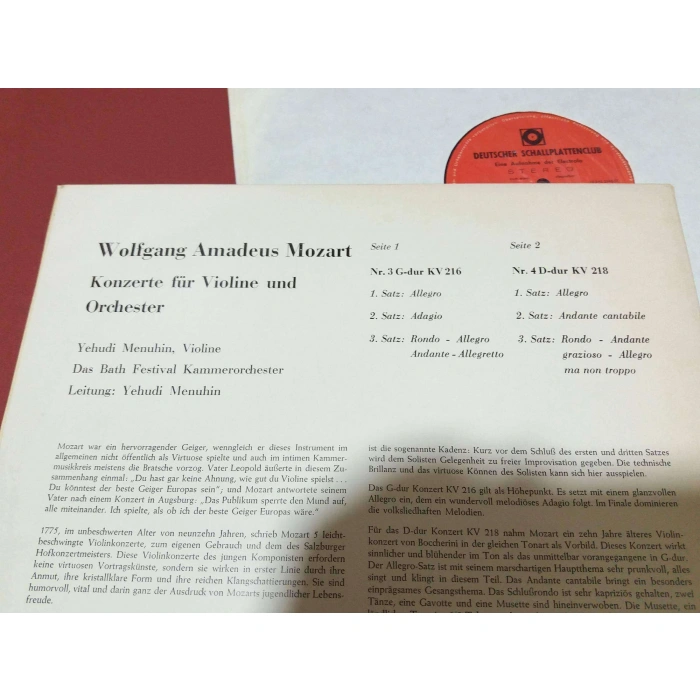 DEUTSCHER SCHALLPLATTENCLUB
Eine Aufnahme der Electrola
STEREO
Wolfgang Amadeus Mozart
Konzerte für Violine und
Orchester
Yehudi Menuhin, Violine
Das Bath Festival Kammerorchester
Leitung: Yehudi Menuhin
Seite 1
Nr. 3 G-dur KV 216
1. Satz: Allegro
2. Satz: Adagio
3. Satz: Rondo - Allegro
Andante - Allegretto
Seite 2
Nr. 4 D-dur KV 218
1. Satz: Allegro
2. Satz: Andante cantabile
3. Satz: Rondo - Andante
grazioso - Allegro
ma non troppo
Mozart war ein hervorragender Geiger, wenngleich er dieses Instrument im
allgemeinen nicht öffentlich als Virtuose spielte und auch im intimen Kammer-
musikkreis meistens die Bratsche vorzog. Vater Leopold äußerte in diesem Zu-
sammenhang einmal: „Du hast gar keine Ahnung, wie gut du Violine spielst . . .
Du könntest der beste Geiger Europas sein"; und Mozart antwortete seinem
Vater nach einem Konzert in Augsburg: „Das Publikum sperrte den Mund auf,
alle miteinander. Ich spielte, als ob ich der beste Geiger Europas wäre."
1775, im unbeschwerten Alter von neunzehn Jahren, schrieb Mozart 5 leicht-
beschwingte Violinkonzerte, zum eigenen Gebrauch und dem des Salzburger
Hofkonzertmeisters. Diese Violinkonzerte des jungen Komponisten erfordern
keine virtuosen Vortragskünste, sondern sie wirken in erster Linie durch ihre
Anmut, ihre kristallklare Form und ihre reichen Klangschattierungen. Sie sind
humorvoll, vital und darin ganz der Ausdruck von Mozarts jugendlicher Lebens-
freude.
ist die sogenannte Kadenz: Kurz vor dem Schluß des ersten und dritten Satzes
wird dem Solisten Gelegenheit zu freier Improvisation gegeben. Die technische
Brillanz und das virtuose Können des Solisten kann sich hier ausspielen.
Das G-dur Konzert KV 216 gilt als Höhepunkt. Es setzt mit einem glanzvollen
Allegro ein, dem ein wundervoll melodiöses Adagio folgt. Im Finale dominieren
die volksliedhaften Melodien.
Für das D-dur Konzert KV 218 nahm Mozart ein zehn Jahre älteres Violin-
konzert von Boccherini in der gleichen Tonart als Vorbild. Dieses Konzert wirkt
sinnlicher und blühender im Ton als das unmittelbar vorangegangene in G-dur.
Der Allegro-Satz ist mit seinem marschartigen Hauptthema sehr prunkvoll, alles
singt und klingt in diesem Teil. Das Andante cantabile bringt ein besonders
einprägsames Gesangsthema. Das Schlußrondo ist sehr kapriziös gehalten, zwei
Tänze, eine Gavotte und eine Musette sind hineinverwoben. Die Musette, ein